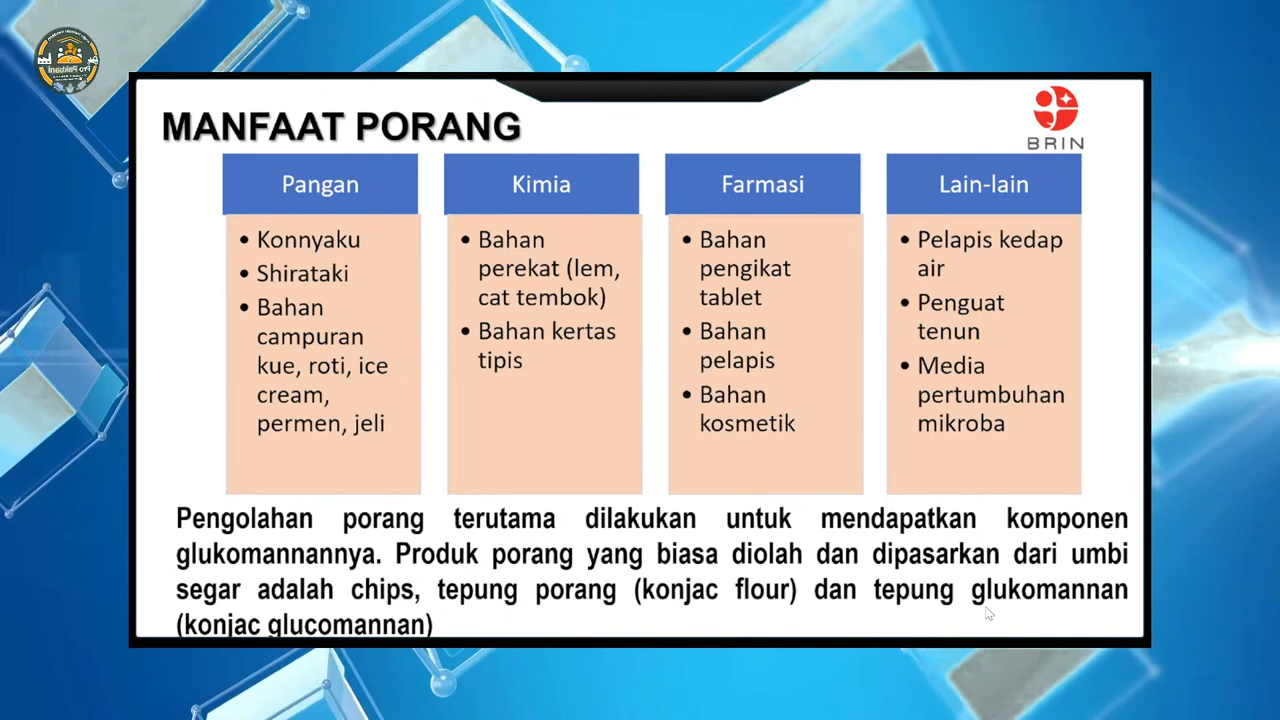 MANFAAT PORANG
BRIN
Pangan
• Konnyaku
• Shirataki
• Bahan
campuran
kue, roti, ice
cream,
permen, jeli
Kimia
• Bahan
perekat (lem,
cat tembok)
• Bahan kertas
tipis
Farmasi
• Bahan
pengikat
tablet
• Bahan
pelapis
• Bahan
kosmetik
Lain-lain
• Pelapis kedap
air
• Penguat
tenun
• Media
pertumbuhan
mikroba
Pengolahan porang terutama dilakukan untuk mendapatkan komponen
glukomannannya. Produk porang yang biasa diolah dan dipasarkan dari umbi
segar adalah chips, tepung porang (konjac flour) dan tepung glukomannan
(konjac glucomannan)